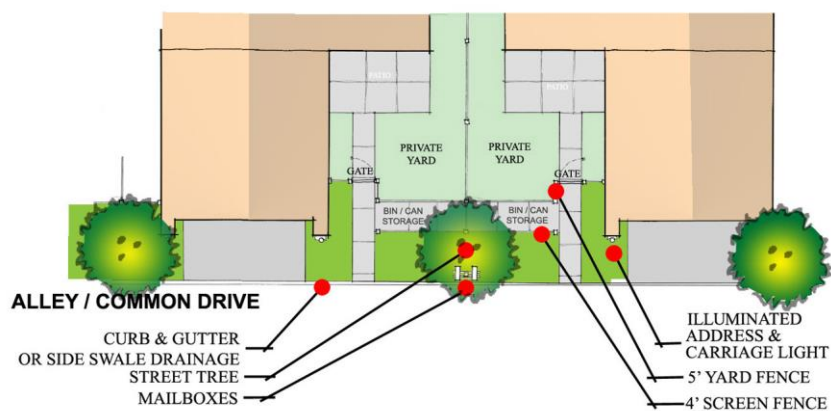 PATIO
PATIO
PRIVATE
YARD
PRIVATE
YARD
GATE
GATE
BIN / CAN
STORAGE
BIN / CAN
STORAGE
ALLEY / COMMON DRIVE
CURB & GUTTER
OR SIDE SWALE DRAINAGE
STREET TREE
MAILBOXES
ILLUMINATED
ADDRESS &
CARRIAGE LIGHT
5' YARD FENCE
4' SCREEN FENCE